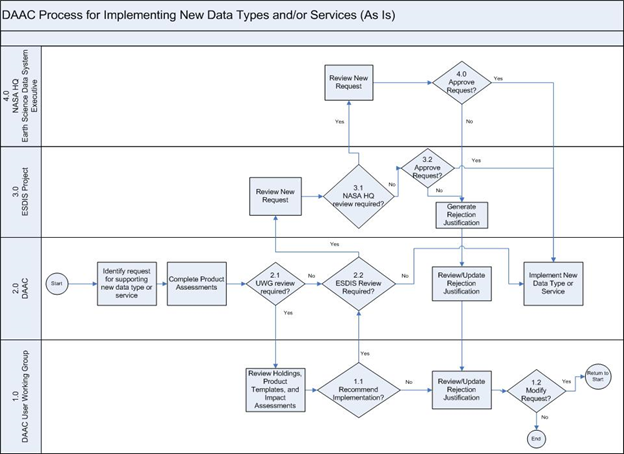 DAAC Process for Implementing New Data Types and/or Services (As Is)
4.0
NASA HQ
Earth Science Data System
Executive
Review New
Request
4.0
Approve
Request?
Yes
No
Yes
3.0
ESDIS Project
Review New
Request
3.1
NASA HQ
review required?
No
3.2
Approve
Request?
Yes
No
Generate
Rejection
Justification
Yes
2.0
DAAC
Start
Identify request
for supporting
new data type or
service
Complete Product
Assessments
2.1
UWG review
required?
No
2.2
ESDIS Review
Required?
No
Review/Update
Rejection
Justification
Implement New
Data Type or
Service
Yes
Yes
1.0
DAAC User Working Group
Review Holdings,
Product
Templates, and
Impact
Assessments
1.1
Recommend
Implementation?
No
Review/Update
Rejection
Justification
1.2
Modify
Request?
Yes
Return to
Start
No
End